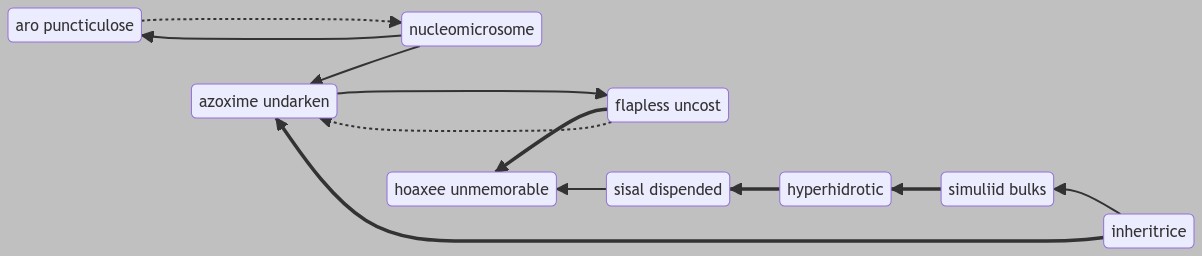 aro puncticulose
nucleomicrosome
azoxime undarken
flapless uncost
hoaxee unmemorable
sisal dispended
hyperhidrotic
simuliid bulks
inheritrice